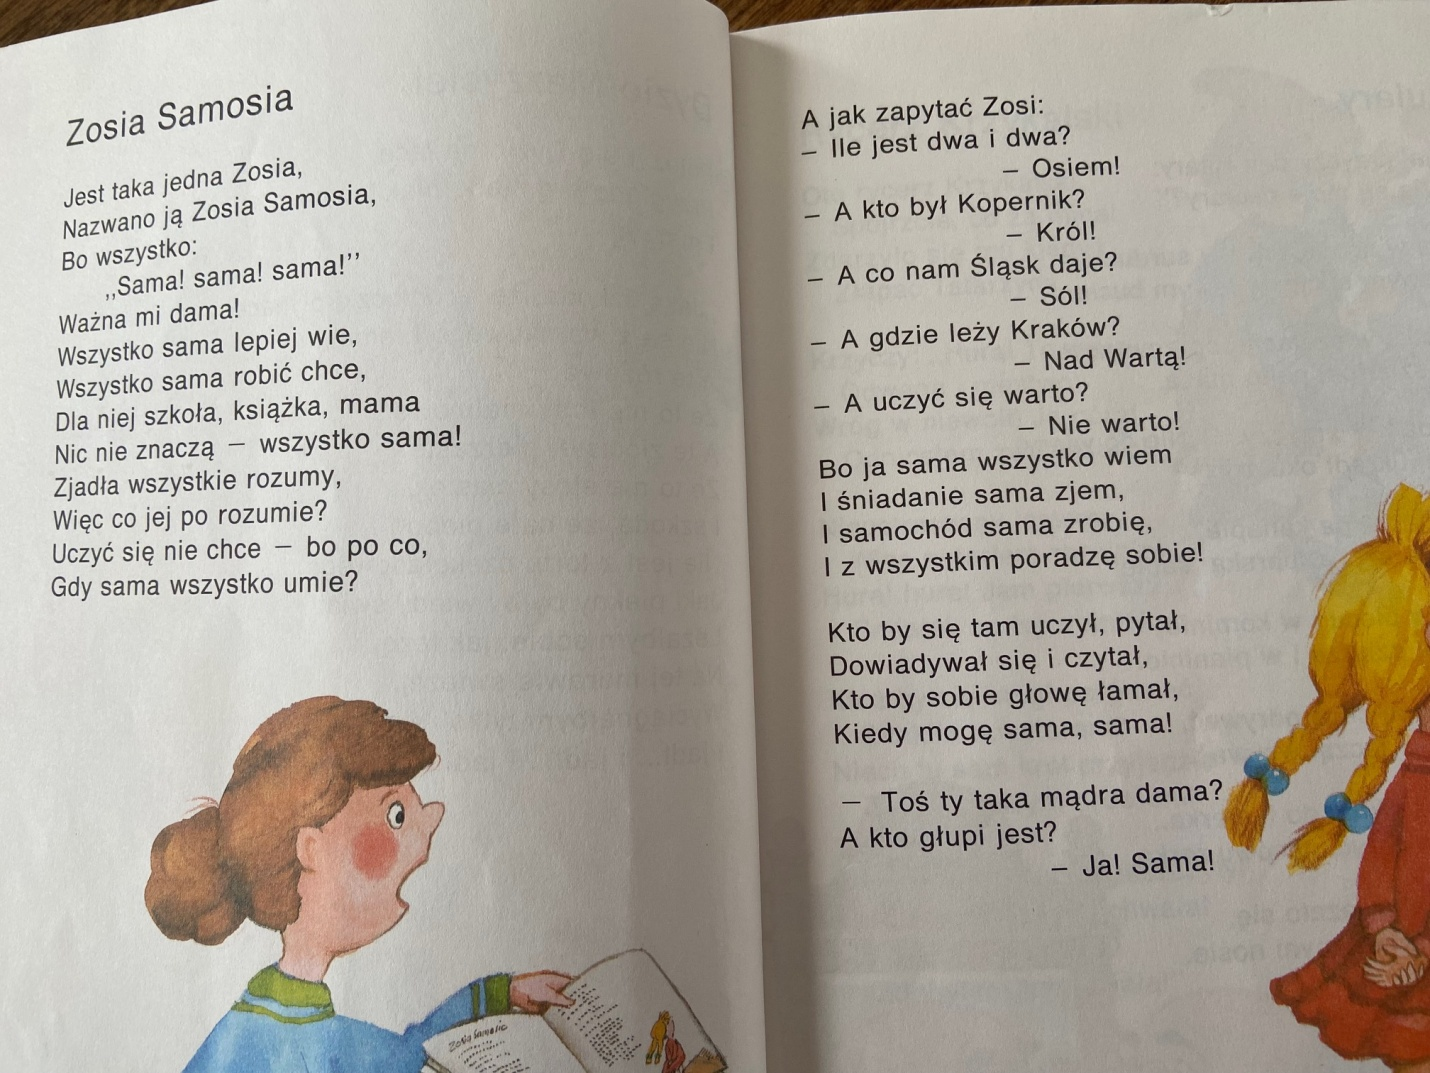 Zosia Samosia
Jest taka jedna Zosia,
Nazwano ją Zosia Samosia,
Bo wszystko:
„Sama! sama! sama!”
Ważna mi dama!
Wszystko sama lepiej wie,
Wszystko sama robić chce,
Dla niej szkoła, książka, mama
Nic nie znaczą – wszystko sama!
Zjadła wszystkie rozumy,
Więc co jej po rozumie?
Uczyć się nie chce – bo po co,
Gdy sama wszystko umie?
Zosia Samosia
A jak zapytać Zosi:
– Ile jest dwa i dwa?
– Osiem!
– A kto był Kopernik?
– Król!
– A co nam Śląsk daje?
– Sól!
– A gdzie leży Kraków?
– Nad Wartą!
– A uczyć się warto?
– Nie warto!
Bo ja sama wszystko wiem
I śniadanie sama zjem,
I samochód sama zrobię,
I z wszystkim poradzę sobie!
Kto by się tam uczył, pytał,
Dowiadywał się i czytał,
Kto by sobie głowę łamał,
Kiedy mogę sama, sama!
– Toś ty taka mądra dama?
A kto głupi jest?
– Ja! Sama!